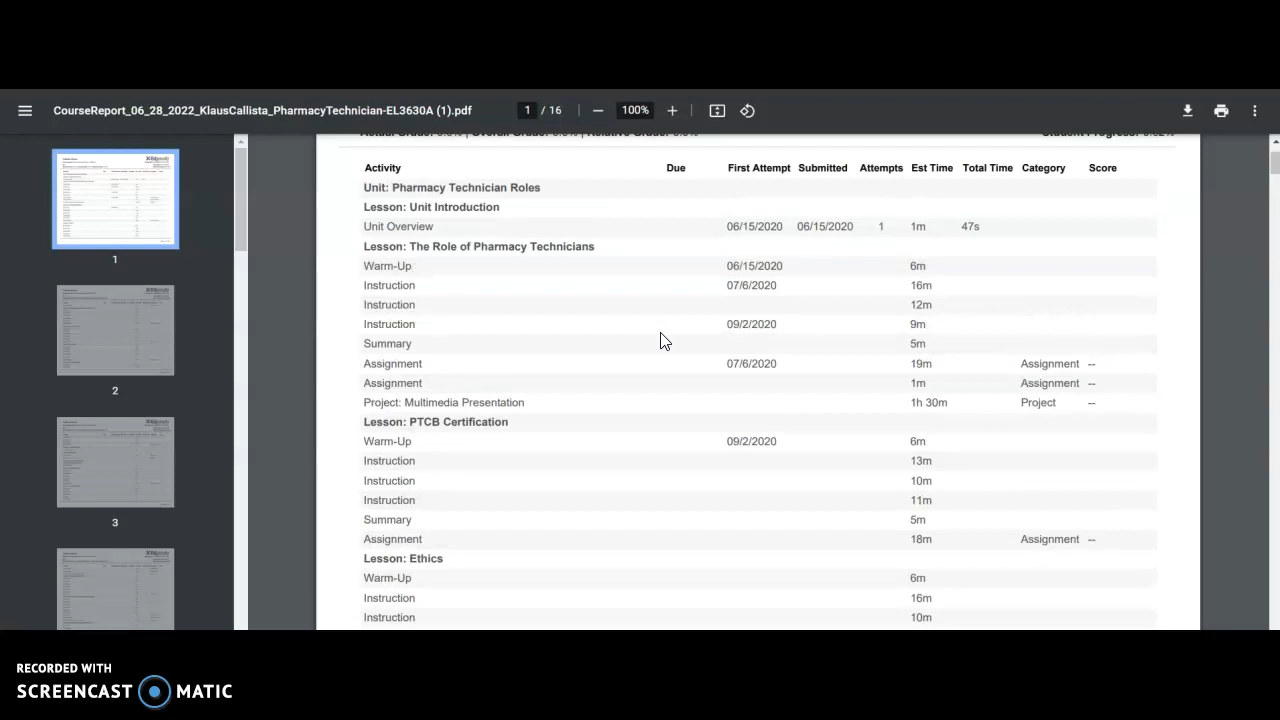 CourseReport_06_28_2022_KlausCallista_PharmacyTechnician-EL3630A (1).pdf 1 / 16 100%
Activity Due First Attempt Submitted Attempts Est Time Total Time Category Score
Unit: Pharmacy Technician Roles
Lesson: Unit Introduction
Unit Overview 06/15/2020 06/15/2020 1 1m 47s
Lesson: The Role of Pharmacy Technicians
Warm-Up 06/15/2020 6m
Instruction 07/6/2020 16m
Instruction 12m
Instruction 09/2/2020 9m
Summary 5m
Assignment 07/6/2020 19m Assignment --
Assignment 1m Assignment --
Project: Multimedia Presentation 1h 30m Project --
Lesson: PTCB Certification
Warm-Up 09/2/2020 6m
Instruction 13m
Instruction 10m
Instruction 11m
Summary 5m
Assignment 18m Assignment --
Lesson: Ethics
Warm-Up 6m
Instruction 16m
Instruction 10m
1
2
3
RECORDED WITH
SCREENCAST MATIC